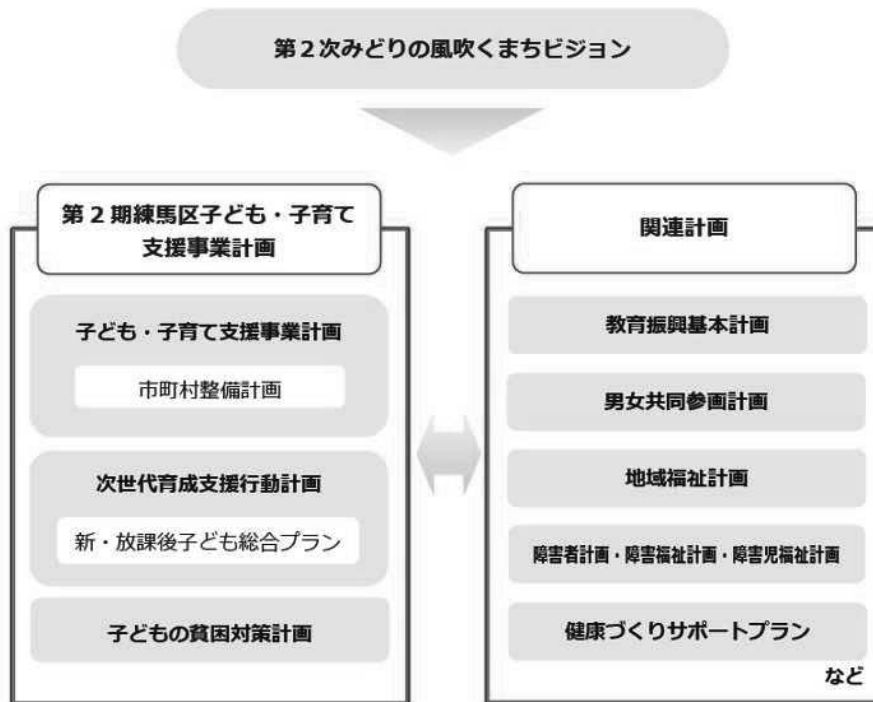 第2次みどりの風吹くまちビジョン
第2期練馬区子ども・子育て
支援事業計画
子ども・子育て支援事業計画
市町村整備計画
次世代育成支援行動計画
新・放課後子ども総合プラン
子どもの貧困対策計画
関連計画
教育振興基本計画
男女共同参画計画
地域福祉計画
障害者計画・障害福祉計画・障害児福祉計画
健康づくりサポートプラン
など